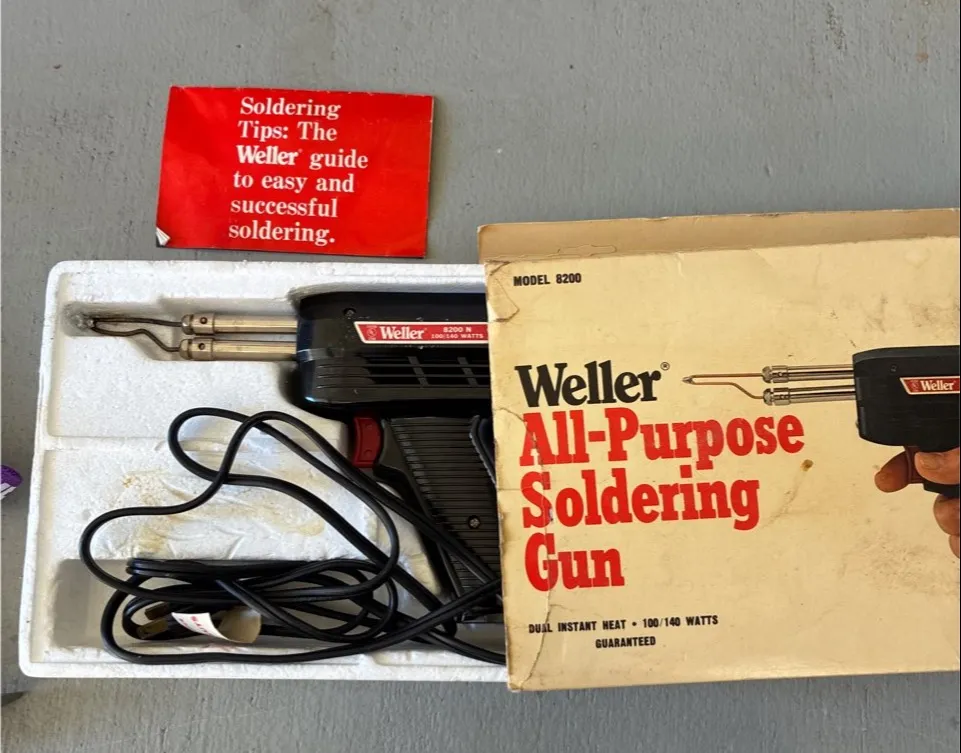 Soldering
Tips: The
Weller® guide
to easy and
successful
soldering.
MODEL 8200
Weller 8200 N
100/140 WATTS
Weller®
All-Purpose
Soldering
Gun
Weller
DUAL INSTANT HEAT • 100/140 WATTS
GUARANTEED